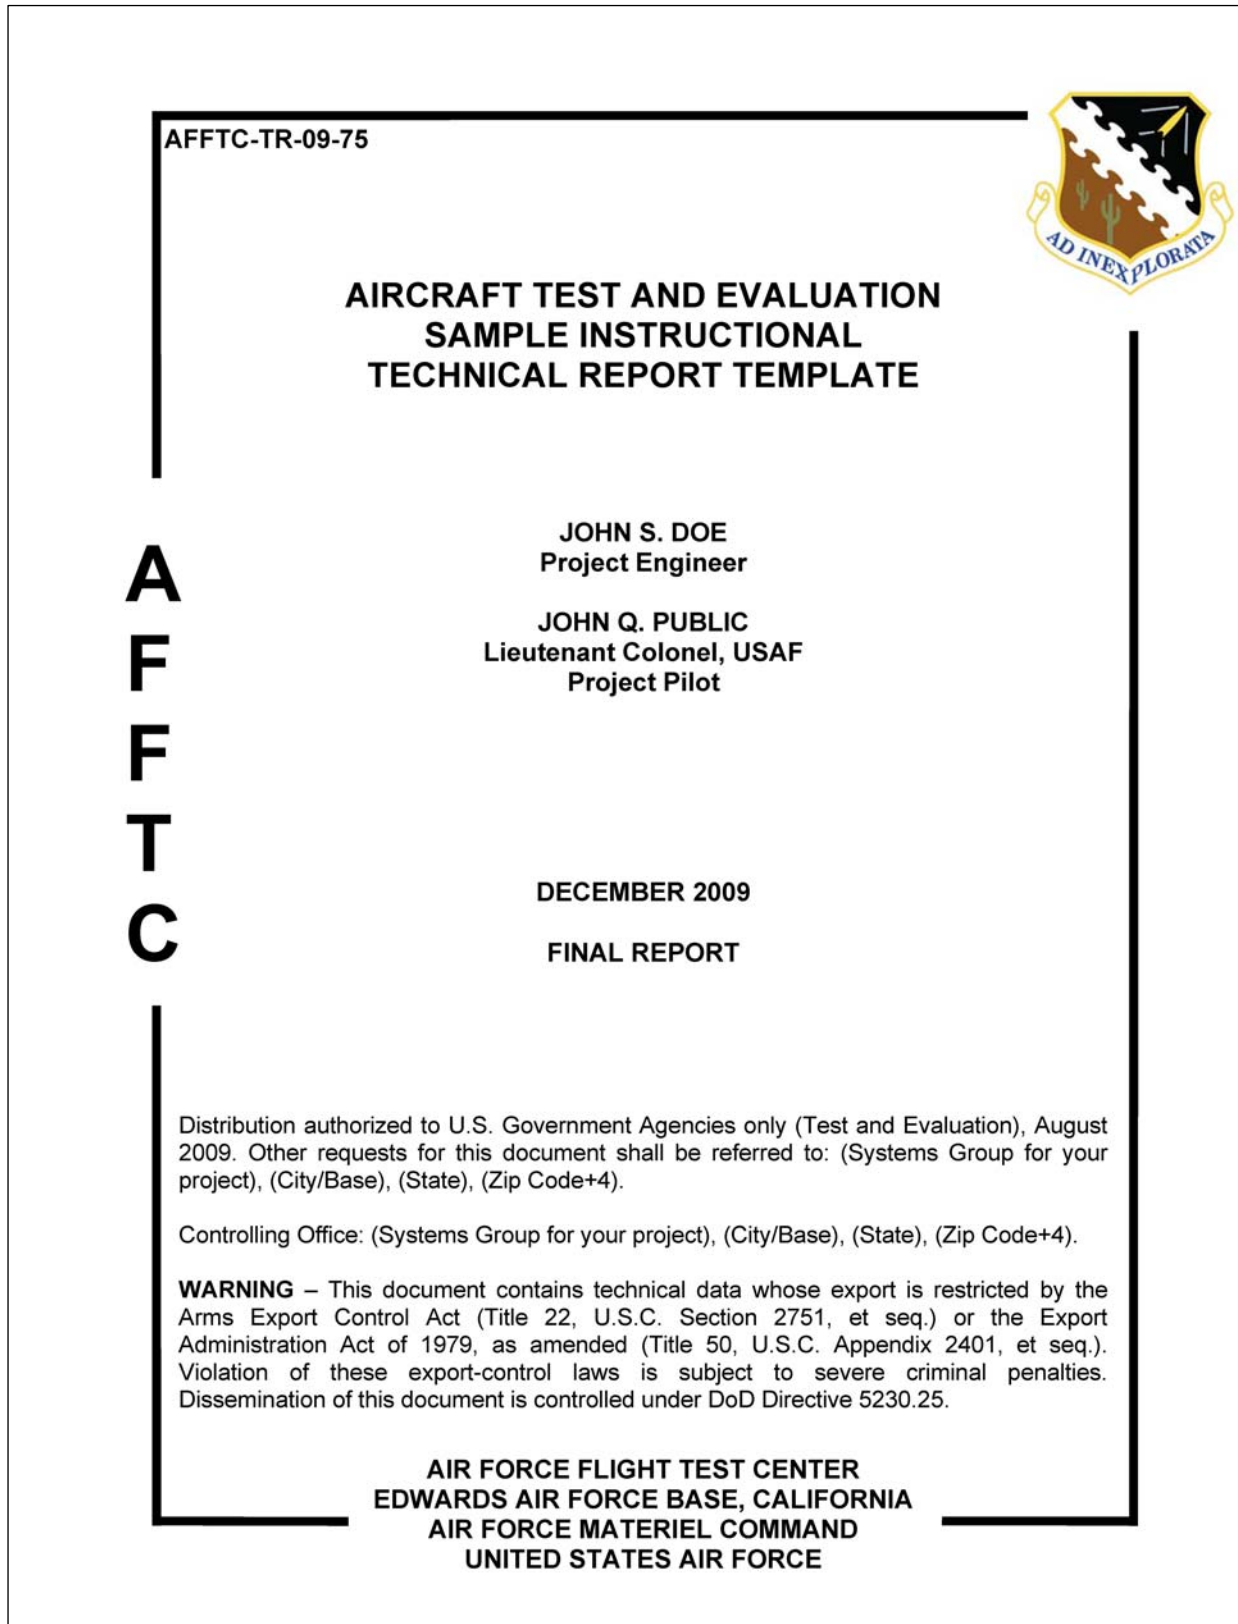 AFFTC-TR-09-75
AD INEXPLORATA
AIRCRAFT TEST AND EVALUATION
SAMPLE INSTRUCTIONAL
TECHNICAL REPORT TEMPLATE
JOHN S. DOE
Project Engineer
JOHN Q. PUBLIC
Lieutenant Colonel, USAF
Project Pilot
A
F
F
T
C
DECEMBER 2009
FINAL REPORT
Distribution authorized to U.S. Government Agencies only (Test and Evaluation), August
2009. Other requests for this document shall be referred to: (Systems Group for your
project), (City/Base), (State), (Zip Code+4).
Controlling Office: (Systems Group for your project), (City/Base), (State), (Zip Code+4).
WARNING – This document contains technical data whose export is restricted by the
Arms Export Control Act (Title 22, U.S.C. Section 2751, et seq.) or the Export
Administration Act of 1979, as amended (Title 50, U.S.C. Appendix 2401, et seq.).
Violation of these export-control laws is subject to severe criminal penalties.
Dissemination of this document is controlled under DoD Directive 5230.25.
AIR FORCE FLIGHT TEST CENTER
EDWARDS AIR FORCE BASE, CALIFORNIA
AIR FORCE MATERIEL COMMAND
UNITED STATES AIR FORCE